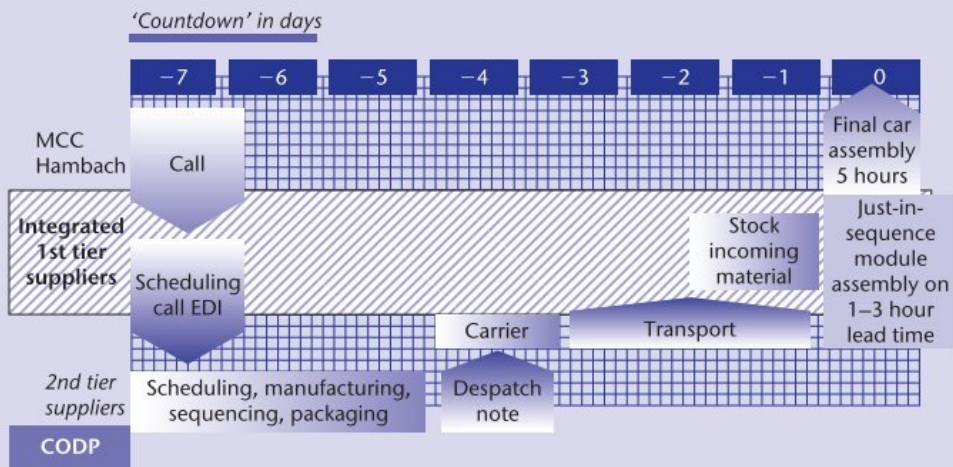 ‘Countdown’ in days
−7 −6 −5 −4 −3 −2 −1 0
MCC
Hambach
Call
Final car
assembly
5 hours
Integrated
1st tier
suppliers
Scheduling
call EDI
Stock
incoming
material
Just-in-
sequence
module
assembly on
1–3 hour
lead time
Carrier
Transport
2nd tier
suppliers
Scheduling, manufacturing,
sequencing, packaging
Despatch
note
CODP